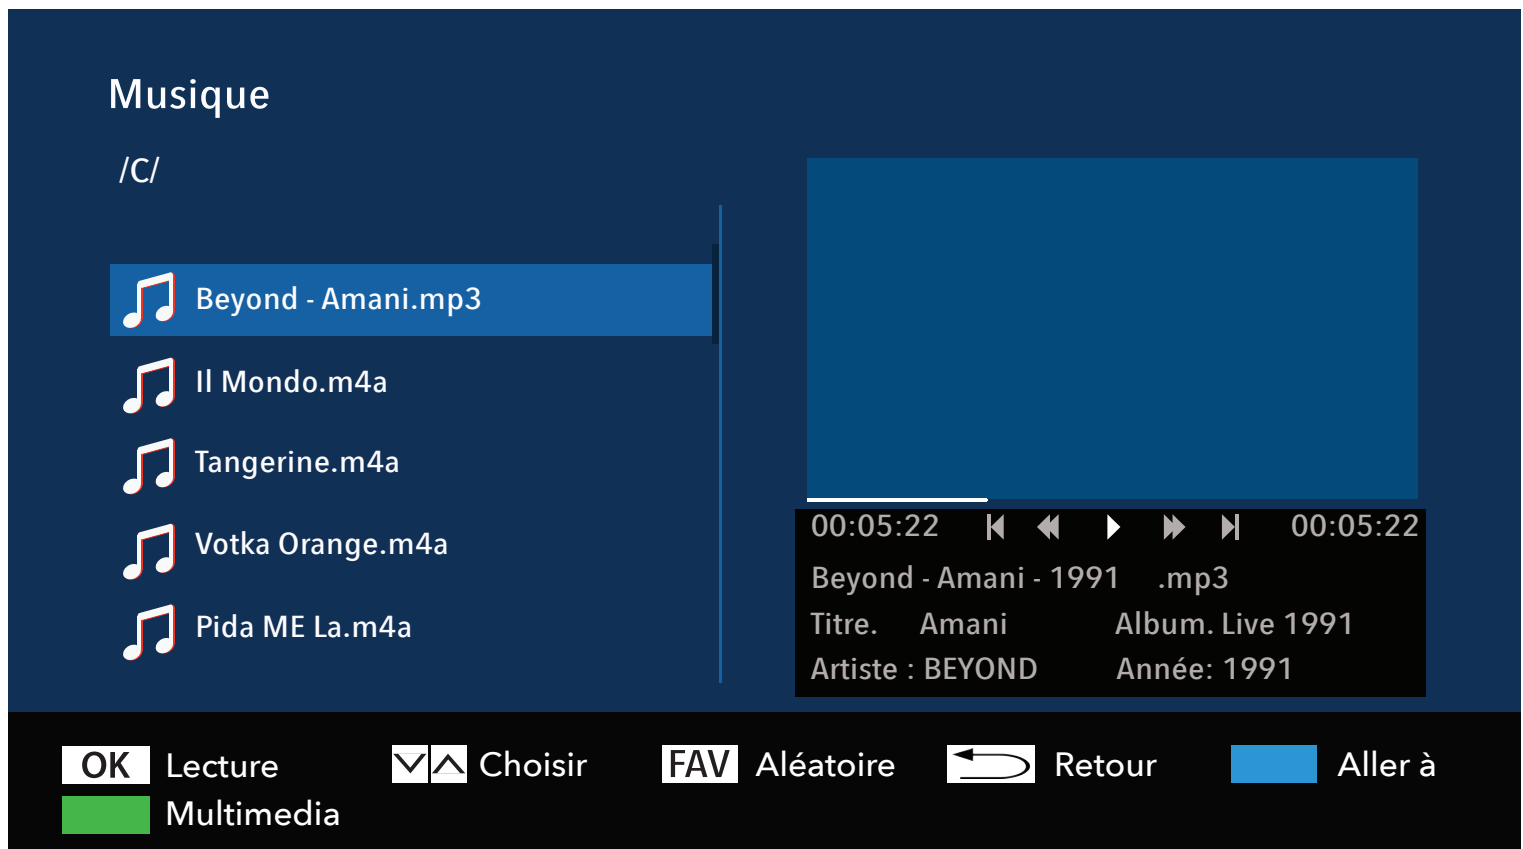 Musique
/C/
Beyond - Amani.mp3
Il Mondo.m4a
Tangerine.m4a
Votka Orange.m4a
Pida ME La.m4a
00:05:22 00:05:22
Beyond - Amani - 1991 .mp3
Titre. Amani Album. Live 1991
Artiste : BEYOND Année: 1991
OK Lecture Choisir FAV Aléatoire Retour Aller à
Multimedia